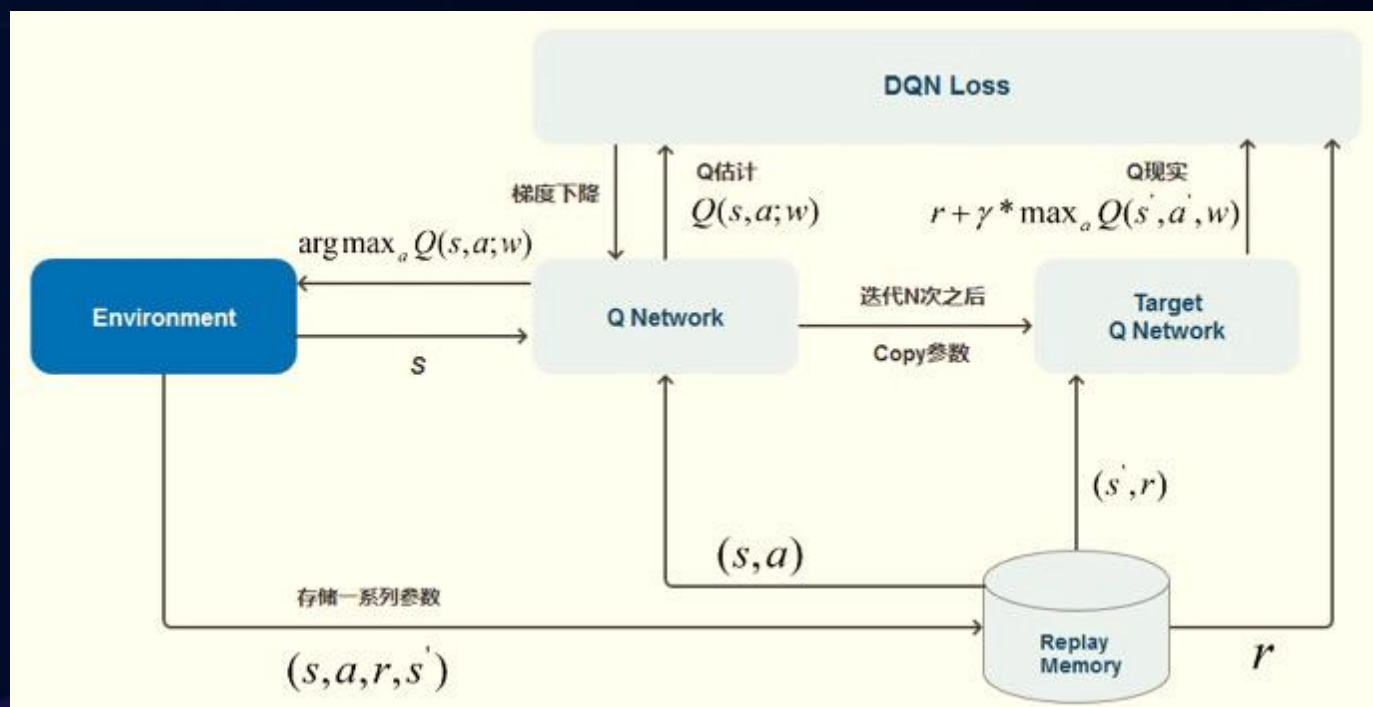 DQN Loss
梯度下降
Q估计
Q(s,a;w)
Q现实
r + γ * max_a Q(s',a',w)
arg max_a Q(s,a;w)
Environment
s
Q Network
迭代N次之后
Copy参数
Target
Q Network
(s',r)
(s,a)
存储一系列参数
(s,a,r,s')
Replay
Memory
r